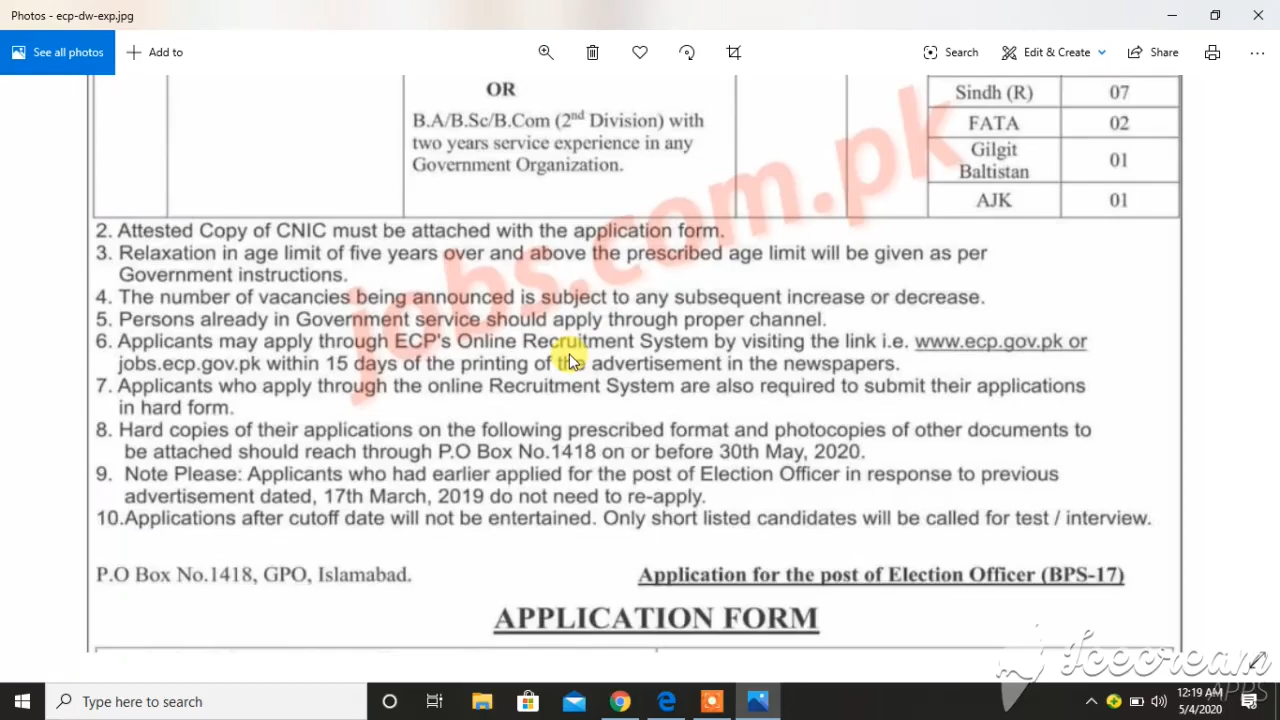 Photos - ecp-dw-exp.jpg
See all photos
Add to
Search
Edit & Create
Share
OR
B.A/B.Sc/B.Com (2nd Division) with
two years service experience in any
Government Organization.
Sindh (R) 07
FATA 02
Gilgit
Baltistan 01
AJK 01
jobs.com.pk
2. Attested Copy of CNIC must be attached with the application form.
3. Relaxation in age limit of five years over and above the prescribed age limit will be given as per
Government instructions.
4. The number of vacancies being announced is subject to any subsequent increase or decrease.
5. Persons already in Government service should apply through proper channel.
6. Applicants may apply through ECP's Online Recruitment System by visiting the link i.e. www.ecp.gov.pk or
jobs.ecp.gov.pk within 15 days of the printing of the advertisement in the newspapers.
7. Applicants who apply through the online Recruitment System are also required to submit their applications
in hard form.
8. Hard copies of their applications on the following prescribed format and photocopies of other documents to
be attached should reach through P.O Box No.1418 on or before 30th May, 2020.
9. Note Please: Applicants who had earlier applied for the post of Election Officer in response to previous
advertisement dated, 17th March, 2019 do not need to re-apply.
10.Applications after cutoff date will not be entertained. Only short listed candidates will be called for test / interview.
P.O Box No.1418, GPO, Islamabad.
Application for the post of Election Officer (BPS-17)
APPLICATION FORM
Icecream
APPS
Type here to search
12:19 AM
5/4/2020